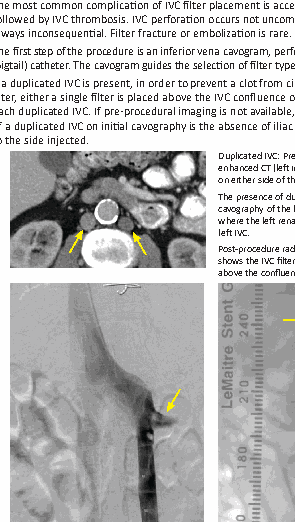 he most common complication of IVC filter placement is acce
ollowed by IVC thrombosis. IVC perforation occurs not uncom
ways inconsequential. Filter fracture or embolization is rare.
he first step of the procedure is an inferior vena cavogram, perf
pigtail) catheter. The cavogram guides the selection of filter type
a duplicated IVC is present, in order to prevent a clot from ci
ter, either a single filter is placed above the IVC confluence o
ach duplicated IVC. If pre-procedural imaging is not available,
f a duplicated IVC on initial cavography is the absence of iliac
o the side injected.
Duplicated IVC: Pre
enhanced CT (left i
on either side of th
The presence of du
cavography of the l
where the left rena
left IVC.
Post-procedure rad
shows the IVC filter
above the confluen
LeMaitre Stent G
240
210
180